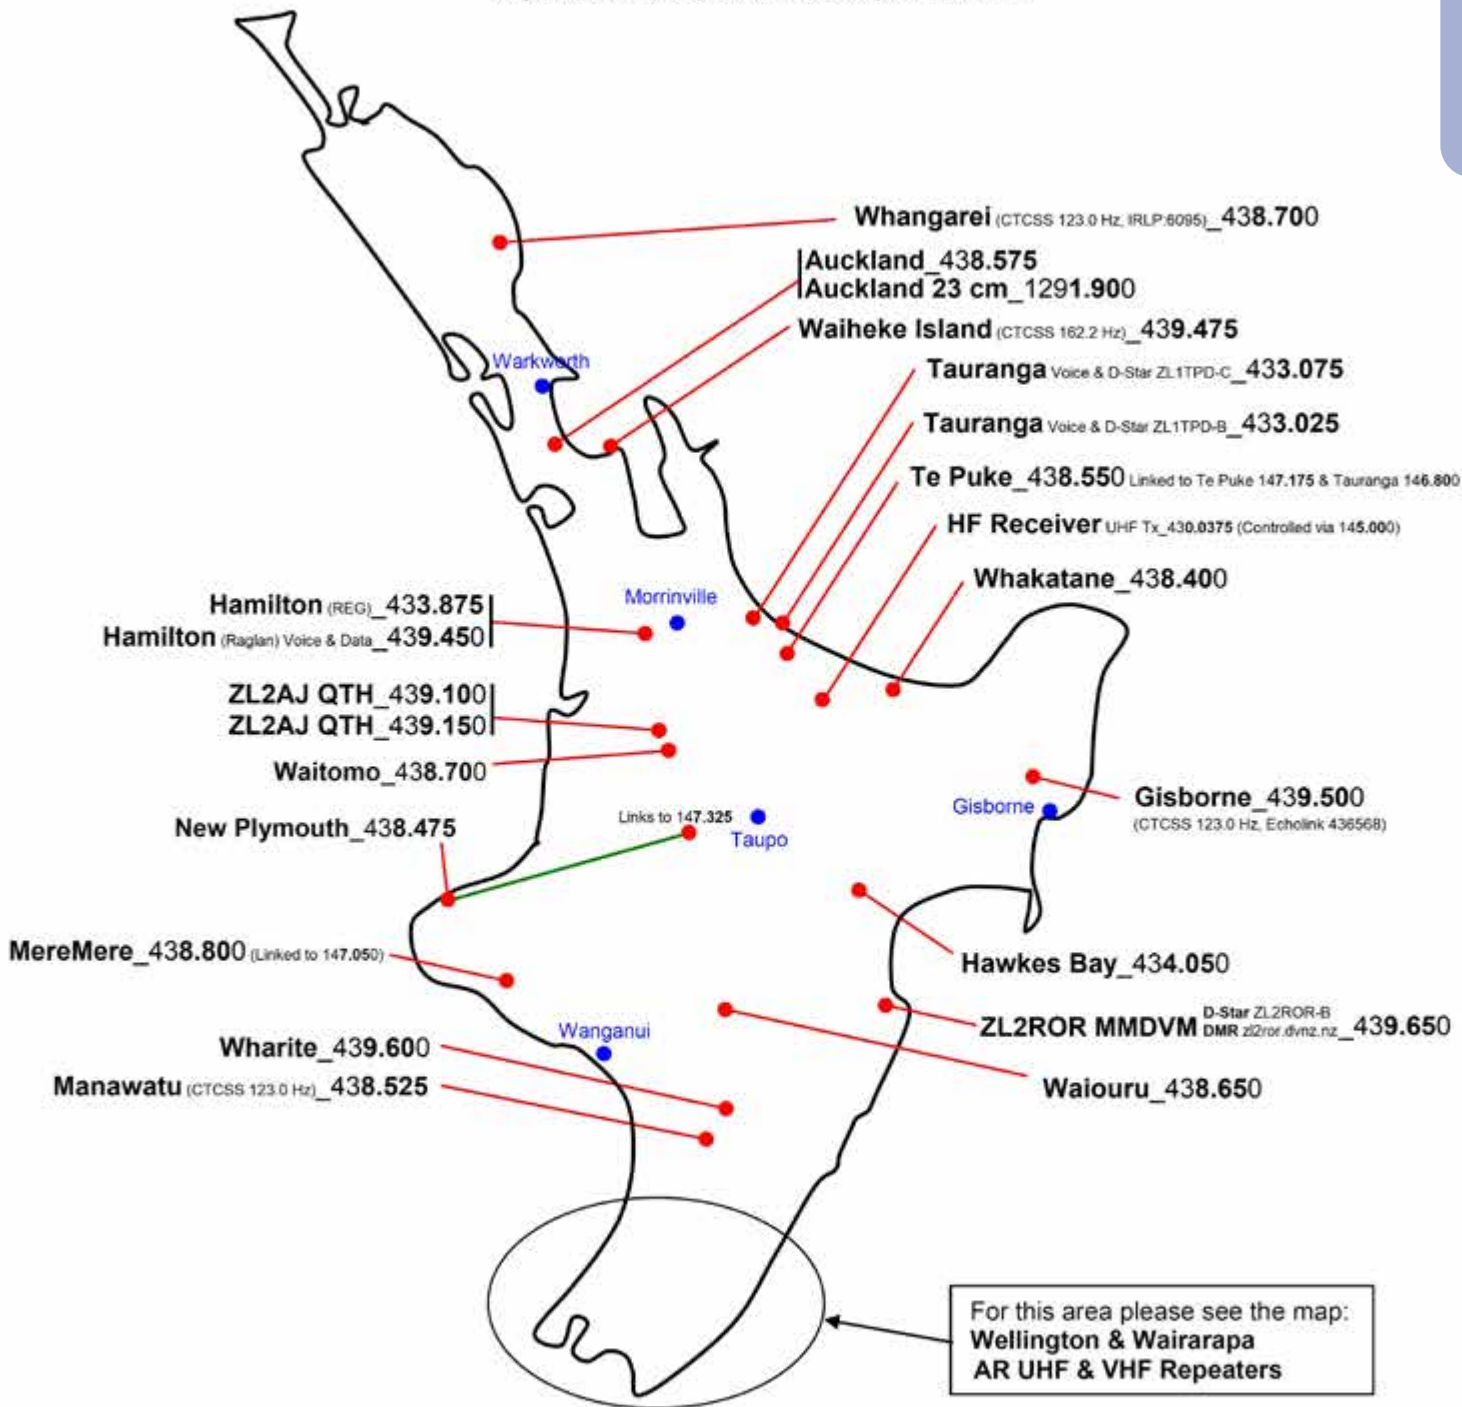 Whangarei (CTCSS 123.0 Hz, IRLP:6095)_438.700
Auckland_438.575
Auckland 23 cm_1291.900
Waiheke Island (CTCSS 162.2 Hz)_439.475
Warkworth
Tauranga Voice & D-Star ZL1TPD-C_433.075
Tauranga Voice & D-Star ZL1TPD-B_433.025
Te Puke_438.550 Linked to Te Puke 147.175 & Tauranga 146.800
HF Receiver UHF Tx_430.0375 (Controlled via 145.000)
Whakatane_438.400
Morrinville
Hamilton (REG)_433.875
Hamilton (Raglan) Voice & Data_439.450
ZL2AJ QTH_439.100
ZL2AJ QTH_439.150
Waitomo_438.700
Gisborne
Gisborne_439.500
(CTCSS 123.0 Hz, Echolink 436568)
New Plymouth_438.475
Links to 147.325
Taupo
MereMere_438.800 (Linked to 147.050)
Hawkes Bay_434.050
ZL2ROR MMDVM D-Star ZL2ROR-B
DMR zl2ror.dvnz.nz_439.650
Wanganui
Wharite_439.600
Manawatu (CTCSS 123.0 Hz)_438.525
Waiouru_438.650
For this area please see the map:
Wellington & Wairarapa
AR UHF & VHF Repeaters